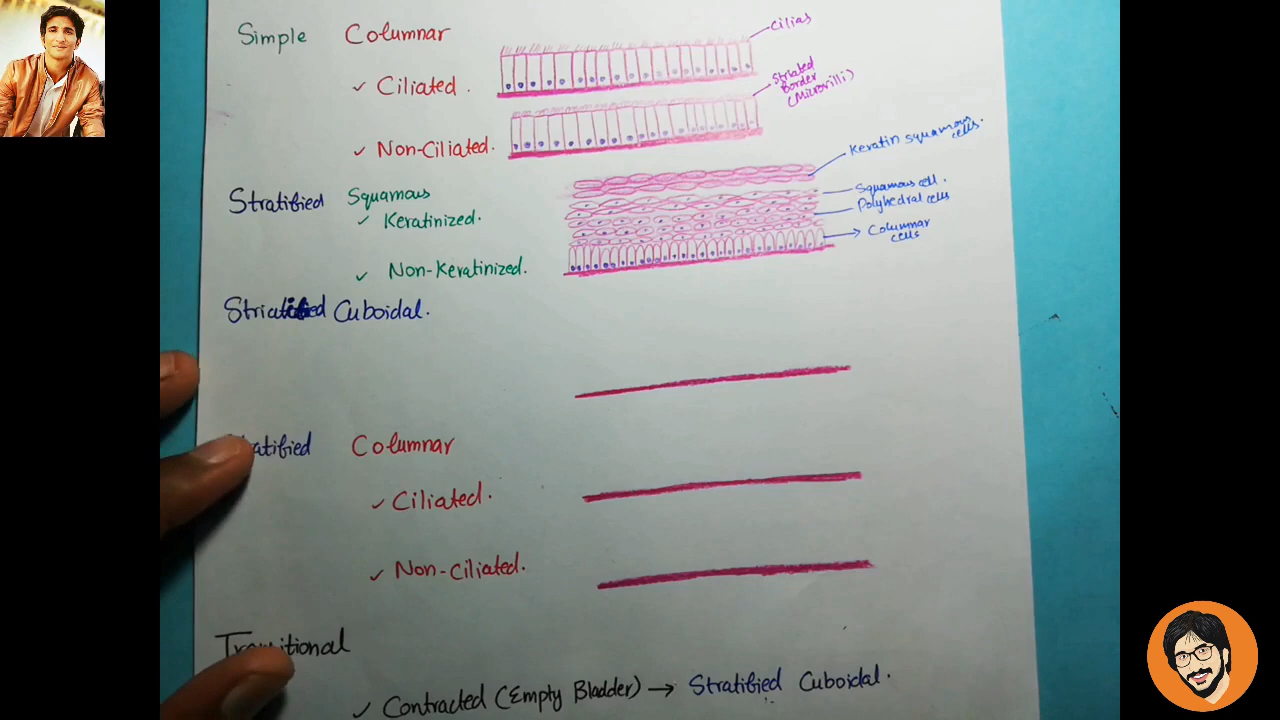 Simple Columnar
✓ Ciliated.
Cilias
Striated
Border
(Microvilli)
✓ Non-Ciliated.
Keratin squamous
cells.
Stratified Squamous
✓ Keratinized.
Squamous cell.
Polyhedral cells
Columnar
cells
✓ Non-Keratinized.
Cuboidal.
Columnar
✓ Ciliated.
✓ Non-Ciliated.
✓ Contracted (Empty Bladder) → Stratified Cuboidal.